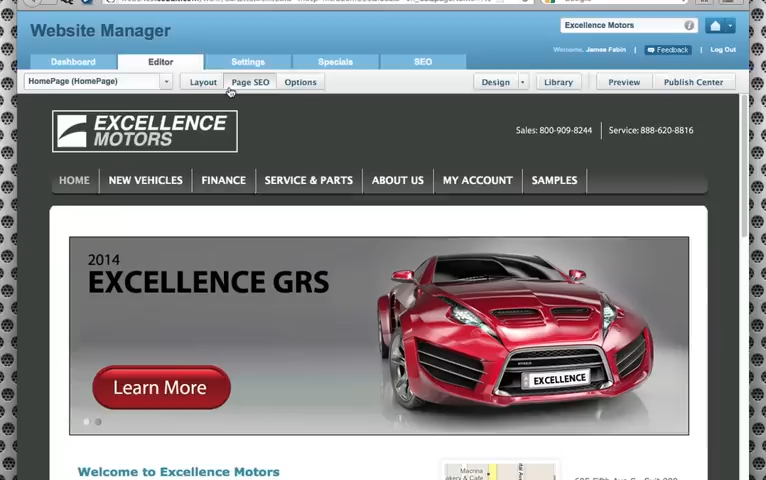 Website Manager
Excellence Motors
Welcome, James Fabin
Feedback
Log Out
Dashboard
Editor
Settings
Specials
SEO
HomePage (HomePage)
Layout
Page SEO
Options
Design
Library
Preview
Publish Center
EXCELLENCE
MOTORS
Sales: 800-909-8244
Service: 888-620-8816
HOME
NEW VEHICLES
FINANCE
SERVICE & PARTS
ABOUT US
MY ACCOUNT
SAMPLES
2014
EXCELLENCE GRS
Learn More
EXCELLENCE
Welcome to Excellence Motors
Macrina